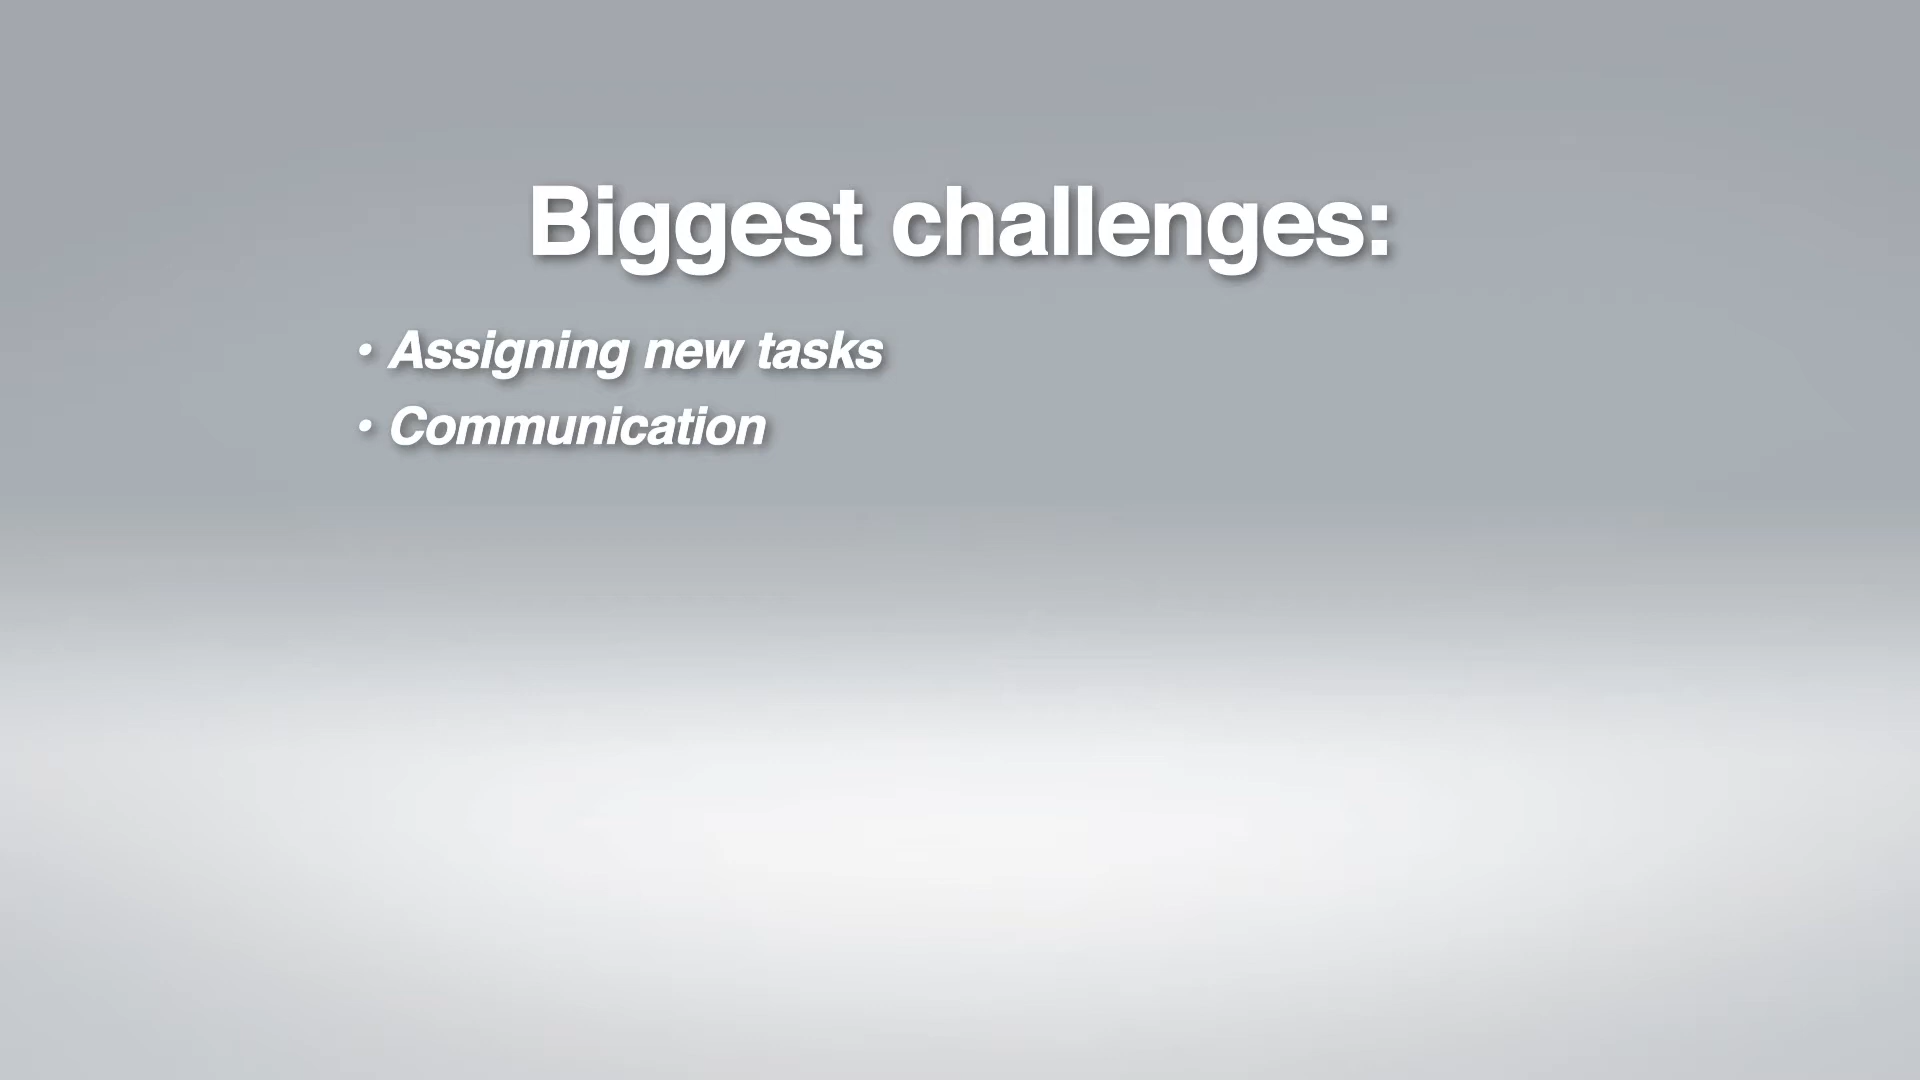 Biggest challenges:
• Assigning new tasks
• Communication